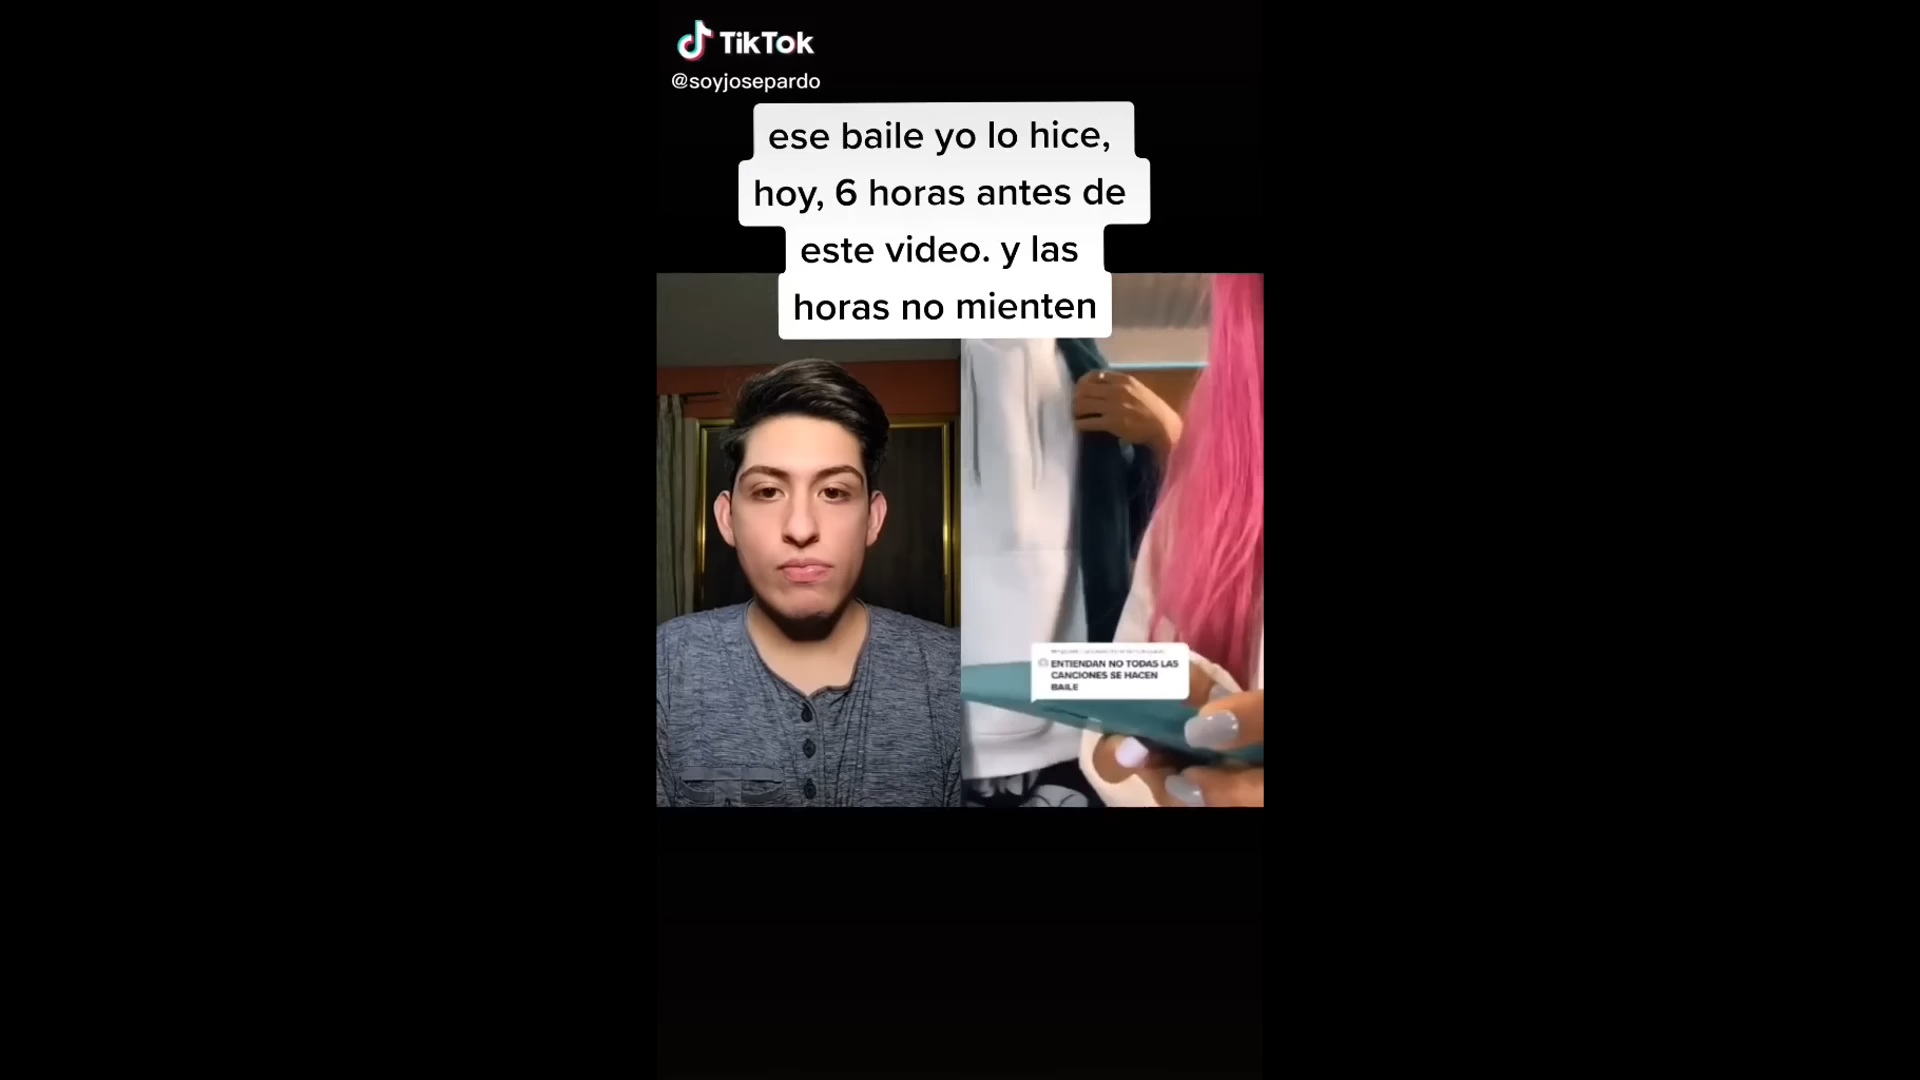 TikTok
@soyjosepardo
ese baile yo lo hice,
hoy, 6 horas antes de
este video. y las
horas no mienten
ENTIENDAN NO TODAS LAS
CANCIONES SE HACEN
BAILE